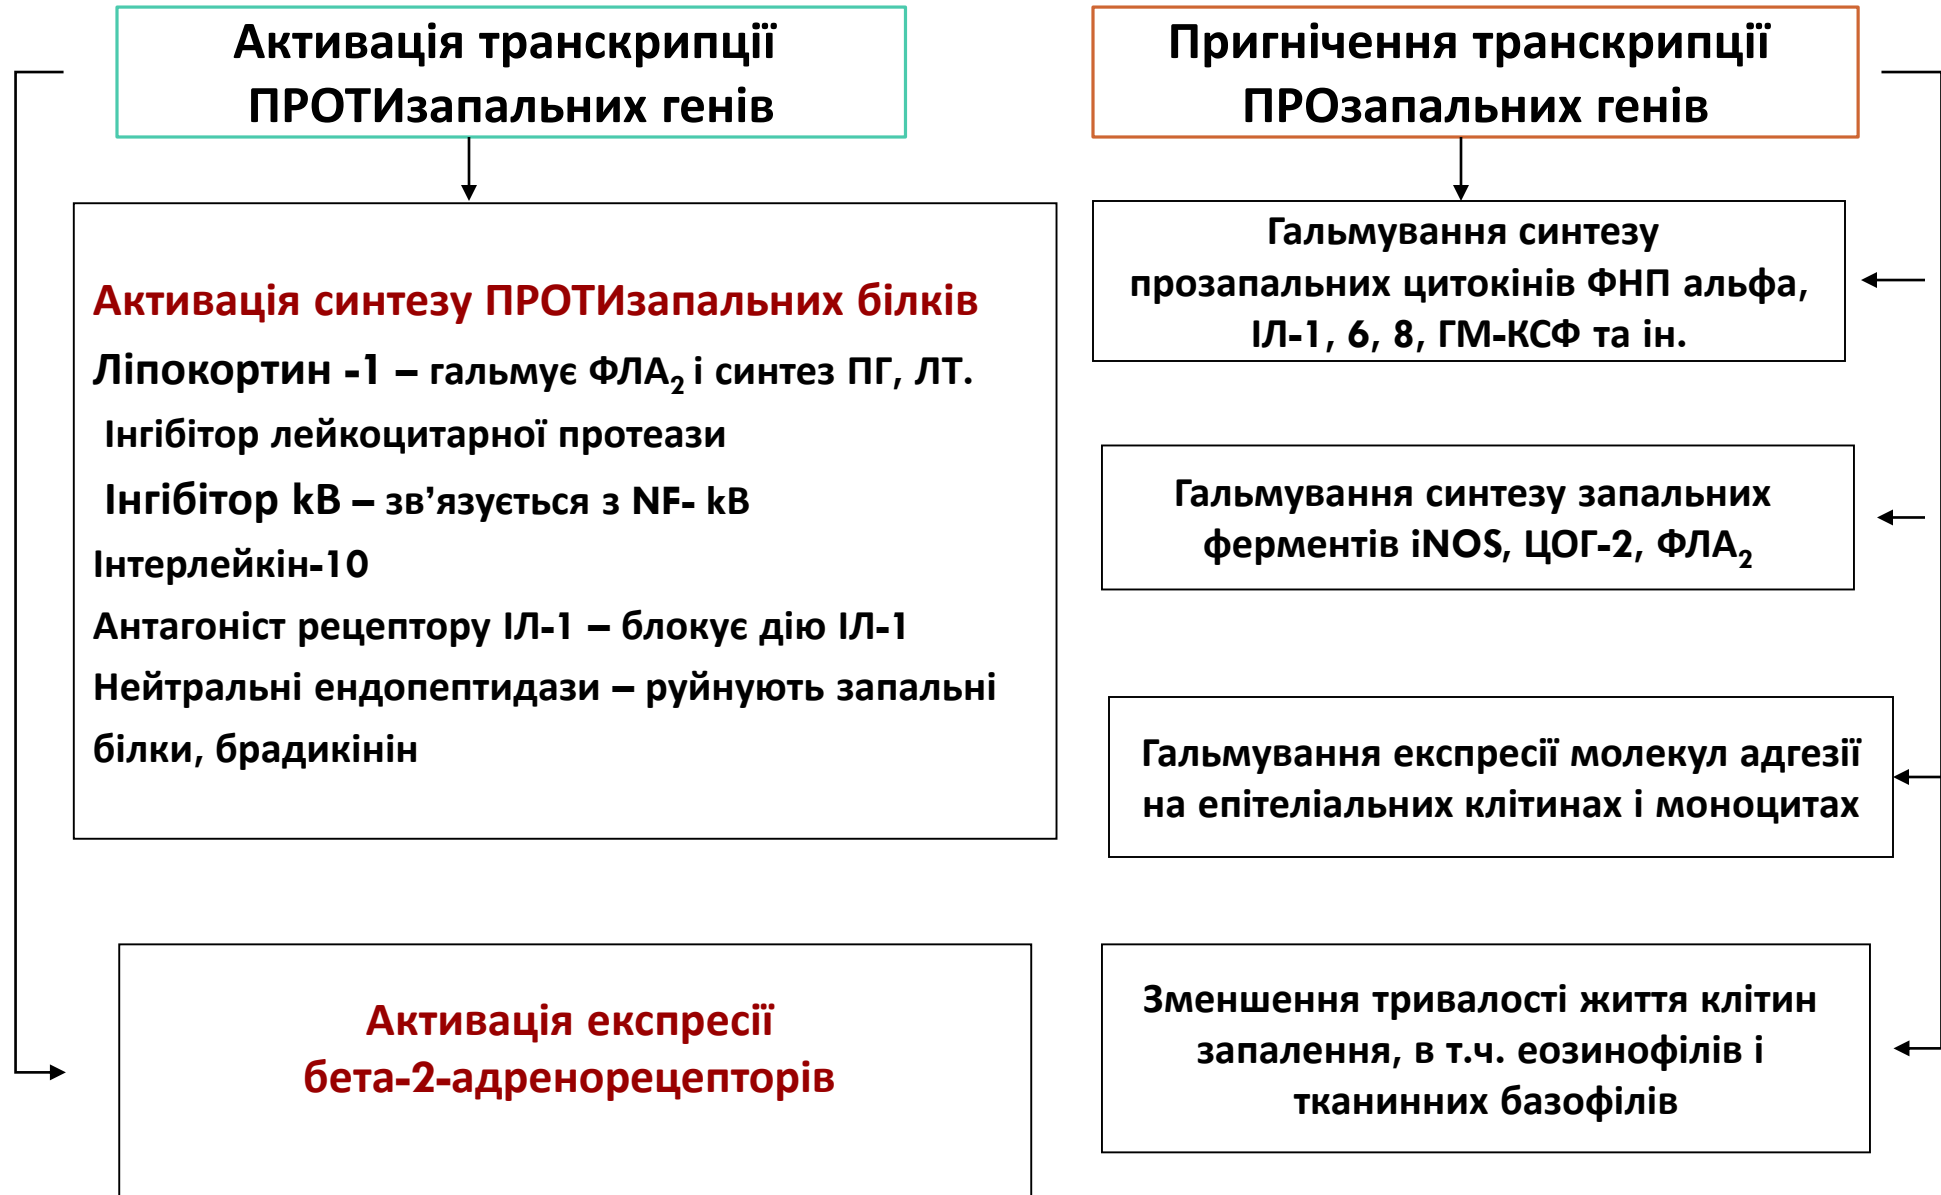 Активація транскрипції
ПРОТИзапальних генів
Активація синтезу ПРОТИзапальних білків
Ліпокортин -1 – гальмує ФЛА₂ і синтез ПГ, ЛТ.
Інгібітор лейкоцитарної протеази
Інгібітор kB – зв’язується з NF- kB
Інтерлейкін-10
Антагоніст рецептору ІЛ-1 – блокує дію ІЛ-1
Нейтральні ендопептидази – руйнують запальні
білки, брадикінін
Активація експресії
бета-2-адренорецепторів
Пригнічення транскрипції
ПРОзапальних генів
Гальмування синтезу
прозапальних цитокінів ФНП альфа,
ІЛ-1, 6, 8, ГМ-КСФ та ін.
Гальмування синтезу запальних
ферментів iNOS, ЦОГ-2, ФЛА₂
Гальмування експресії молекул адгезії
на епітеліальних клітинах і моноцитах
Зменшення тривалості життя клітин
запалення, в т.ч. еозинофілів і
тканинних базофілів